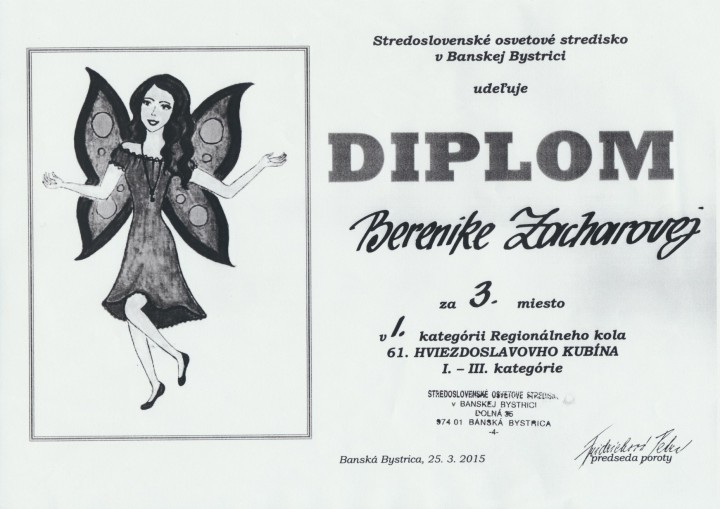 Stredoslovenské osvetové stredisko
v Banskej Bystrici
udeľuje
DIPLOM
Berenike Zacharovej
za 3. miesto
v I. kategórii Regionálneho kola
61. HVIEZDOSLAVOVHO KUBÍNA
I. – III. kategórie
STREDOSLOVENSKÉ OSVETOVÉ STREDISKO
v BANSKEJ BYSTRICI
DOLNÁ 35
974 01 BANSKÁ BYSTRICA
-4-
Banská Bystrica, 25. 3. 2015
predseda poroty